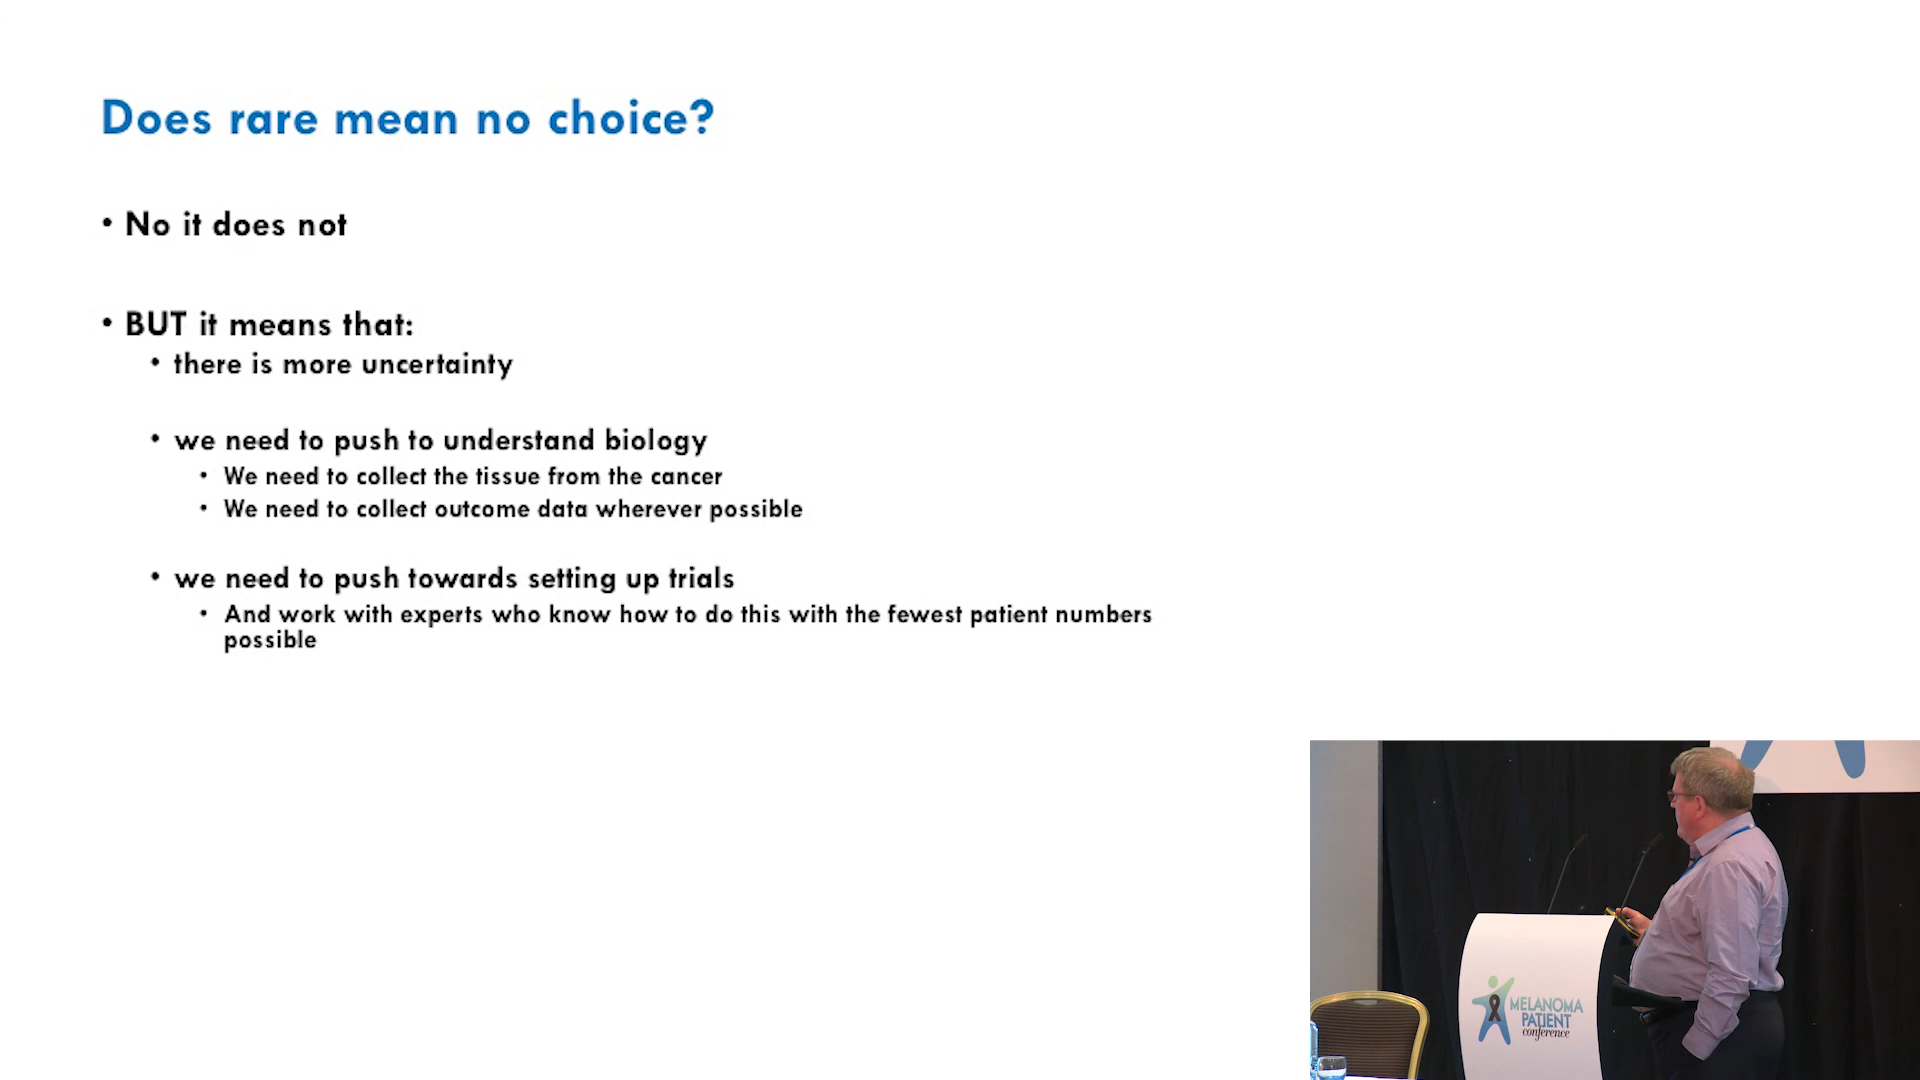 Does rare mean no choice?
• No it does not
• BUT it means that:
• there is more uncertainty
• we need to push to understand biology
• We need to collect the tissue from the cancer
• We need to collect outcome data wherever possible
• we need to push towards setting up trials
• And work with experts who know how to do this with the fewest patient numbers
possible
MELANOMA
PATIENT
conference